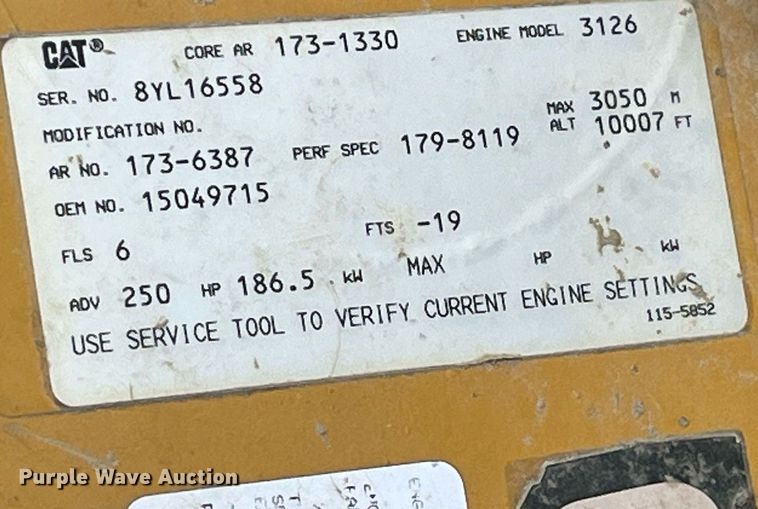 CAT® CORE AR 173-1330 ENGINE MODEL 3126
SER. NO. 8YL16558
MODIFICATION NO. MAX 3050 M
AR NO. 173-6387 PERF SPEC 179-8119 ALT 10007 FT
OEM NO. 15049715
FLS 6 FTS -19
ADV 250 HP 186.5 kW MAX HP kW
USE SERVICE TOOL TO VERIFY CURRENT ENGINE SETTINGS
115-5852
Purple Wave Auction